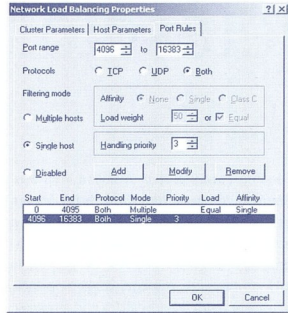 Network Load Balancing Properties ? X
Cluster Parameters Host Parameters Port Rules
Port range 4096 to 16383
Protocols TCP UDP Both
Filtering mode
Affinity None Single Class C
Multiple hosts Load weight 50 or Equal
Single host Handling priority 3
Disabled Add Modify Remove
Start End Protocol Mode Priority Load Affinity
0 4095 Both Multiple Equal Single
4096 16383 Both Single 3
OK Cancel